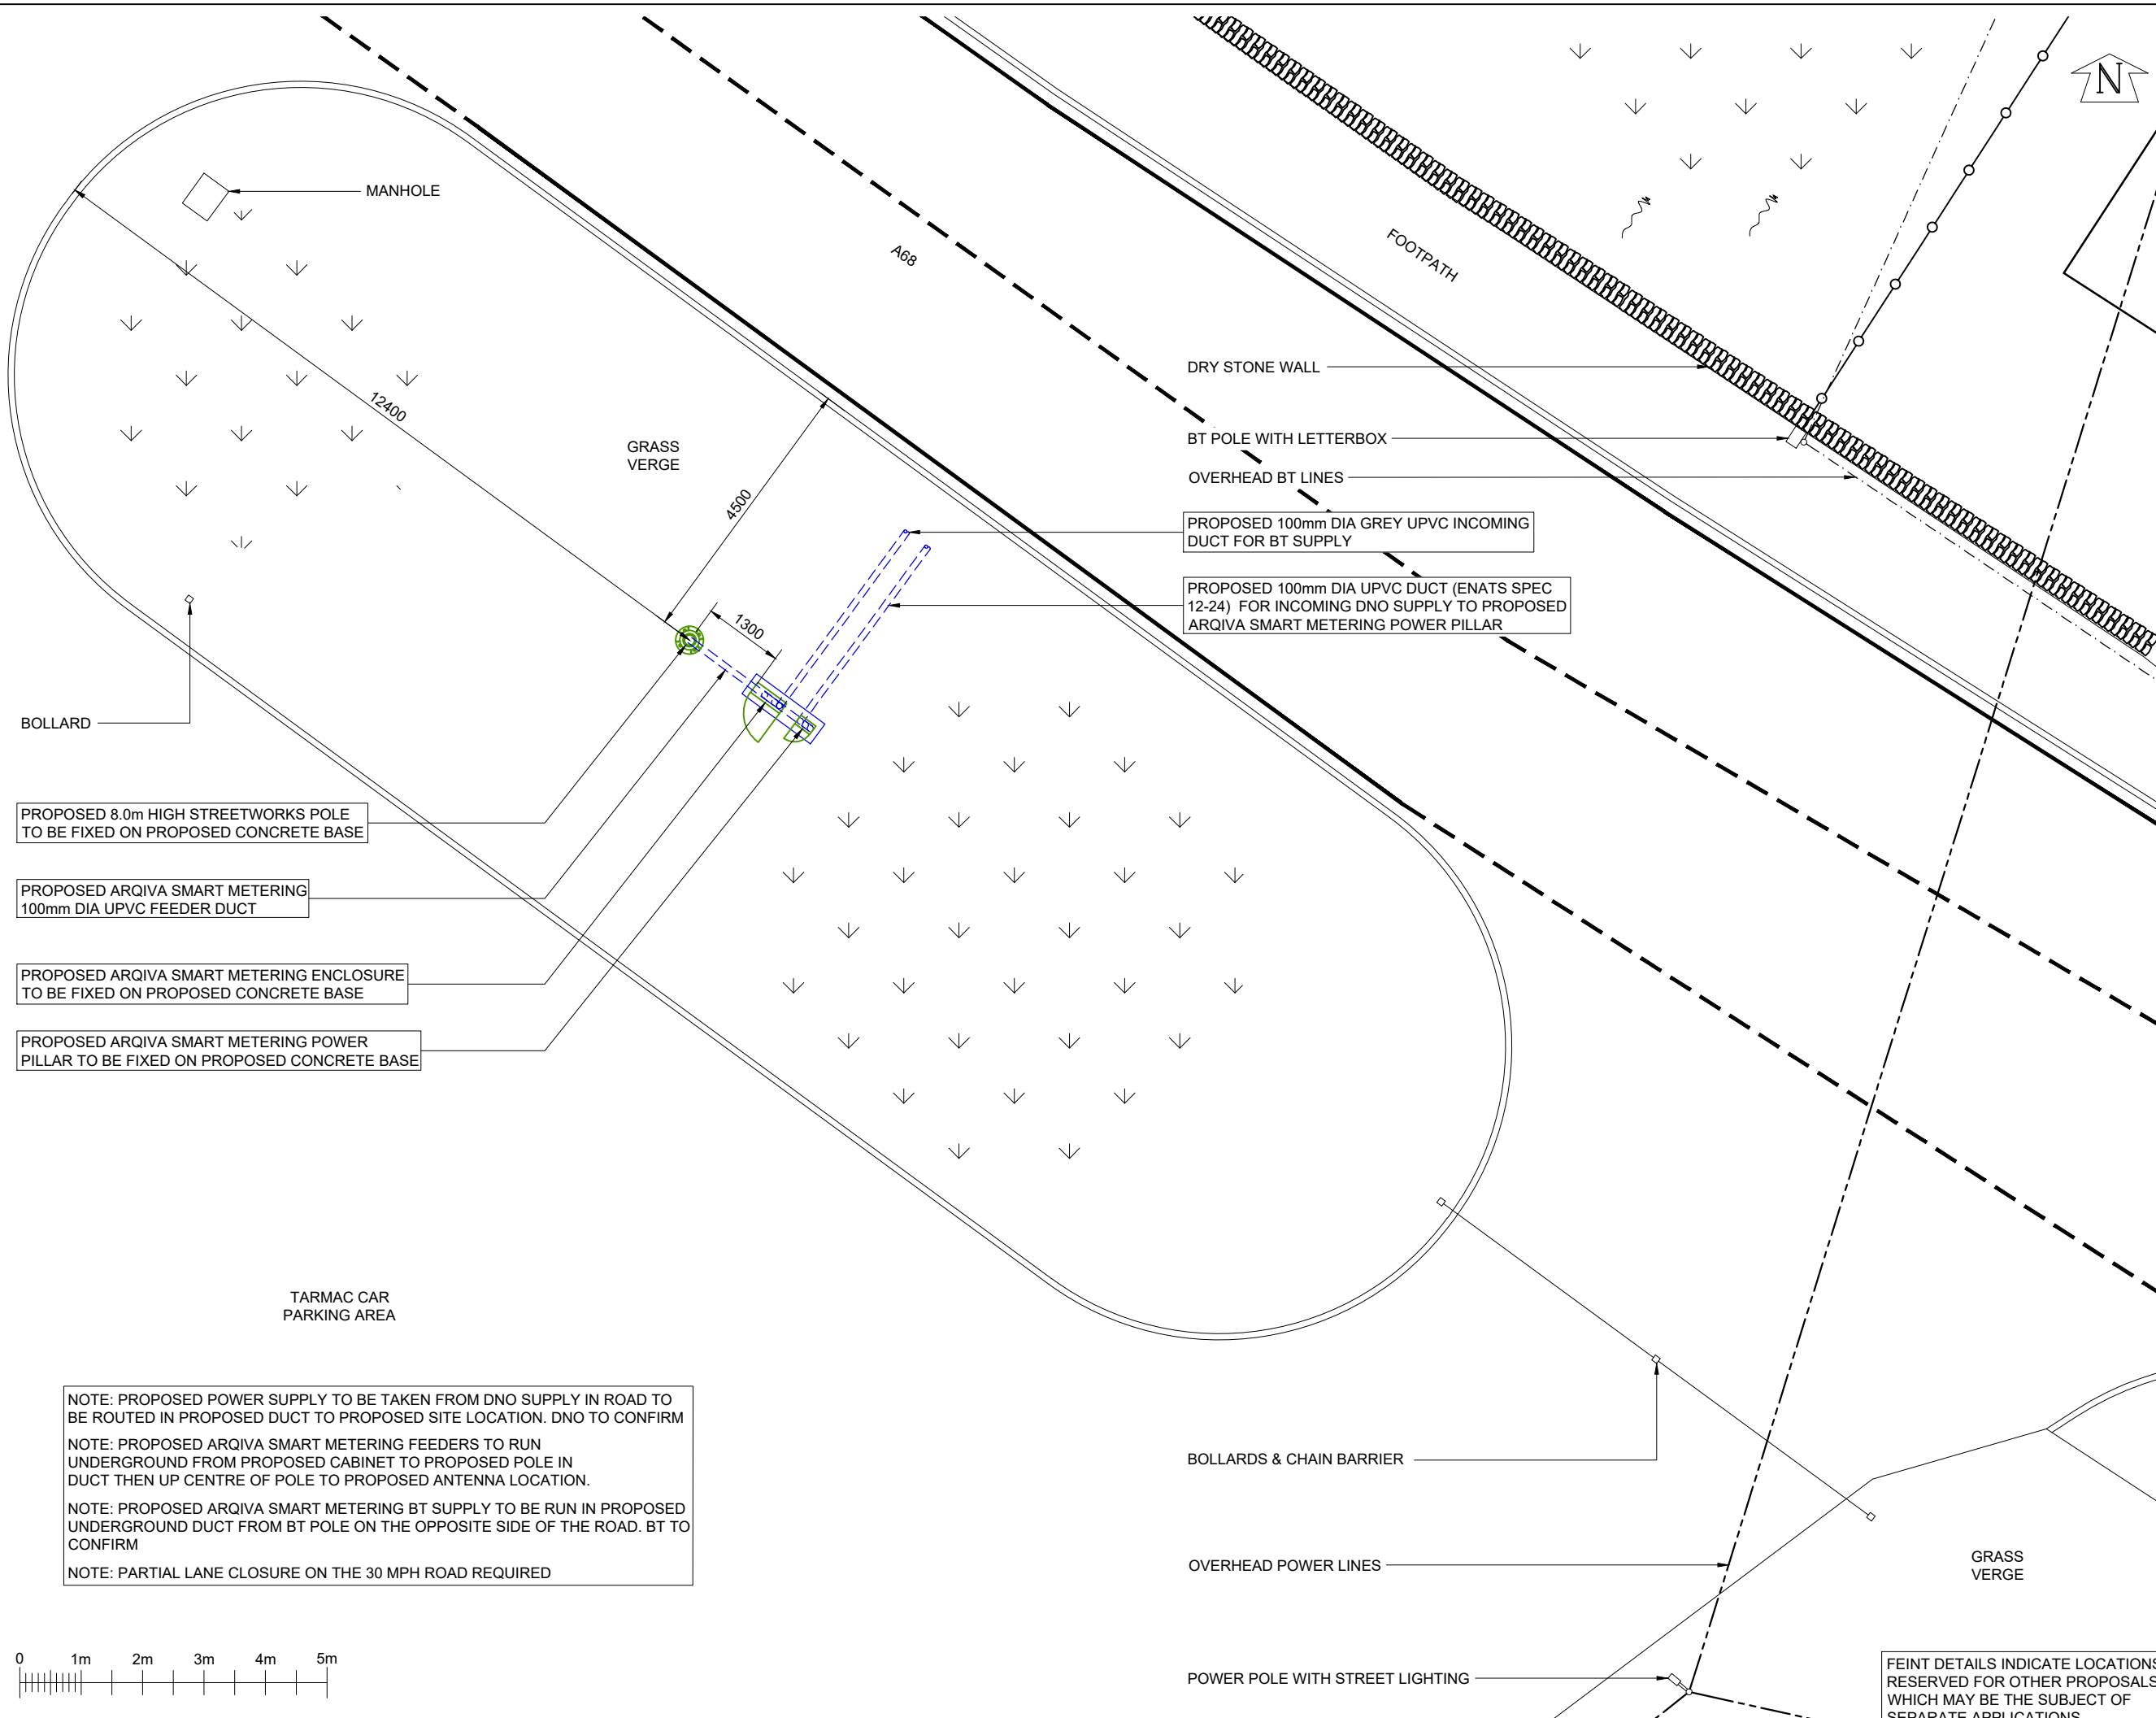 N
MANHOLE
A68
FOOTPATH
12400
GRASS
VERGE
4500
1300
DRY STONE WALL
BT POLE WITH LETTERBOX
OVERHEAD BT LINES
PROPOSED 100mm DIA GREY UPVC INCOMING
DUCT FOR BT SUPPLY
PROPOSED 100mm DIA UPVC DUCT (ENATS SPEC
12-24) FOR INCOMING DNO SUPPLY TO PROPOSED
ARQIVA SMART METERING POWER PILLAR
BOLLARD
PROPOSED 8.0m HIGH STREETWORKS POLE
TO BE FIXED ON PROPOSED CONCRETE BASE
PROPOSED ARQIVA SMART METERING
100mm DIA UPVC FEEDER DUCT
PROPOSED ARQIVA SMART METERING ENCLOSURE
TO BE FIXED ON PROPOSED CONCRETE BASE
PROPOSED ARQIVA SMART METERING POWER
PILLAR TO BE FIXED ON PROPOSED CONCRETE BASE
TARMAC CAR
PARKING AREA
NOTE: PROPOSED POWER SUPPLY TO BE TAKEN FROM DNO SUPPLY IN ROAD TO
BE ROUTED IN PROPOSED DUCT TO PROPOSED SITE LOCATION. DNO TO CONFIRM
NOTE: PROPOSED ARQIVA SMART METERING FEEDERS TO RUN
UNDERGROUND FROM PROPOSED CABINET TO PROPOSED POLE IN
DUCT THEN UP CENTRE OF POLE TO PROPOSED ANTENNA LOCATION.
NOTE: PROPOSED ARQIVA SMART METERING BT SUPPLY TO BE RUN IN PROPOSED
UNDERGROUND DUCT FROM BT POLE ON THE OPPOSITE SIDE OF THE ROAD. BT TO
CONFIRM
NOTE: PARTIAL LANE CLOSURE ON THE 30 MPH ROAD REQUIRED
BOLLARDS & CHAIN BARRIER
OVERHEAD POWER LINES
GRASS
VERGE
POWER POLE WITH STREET LIGHTING
0 1m 2m 3m 4m 5m
FEINT DETAILS INDICATE LOCATIONS
RESERVED FOR OTHER PROPOSALS
WHICH MAY BE THE SUBJECT OF
SEPARATE APPLICATIONS